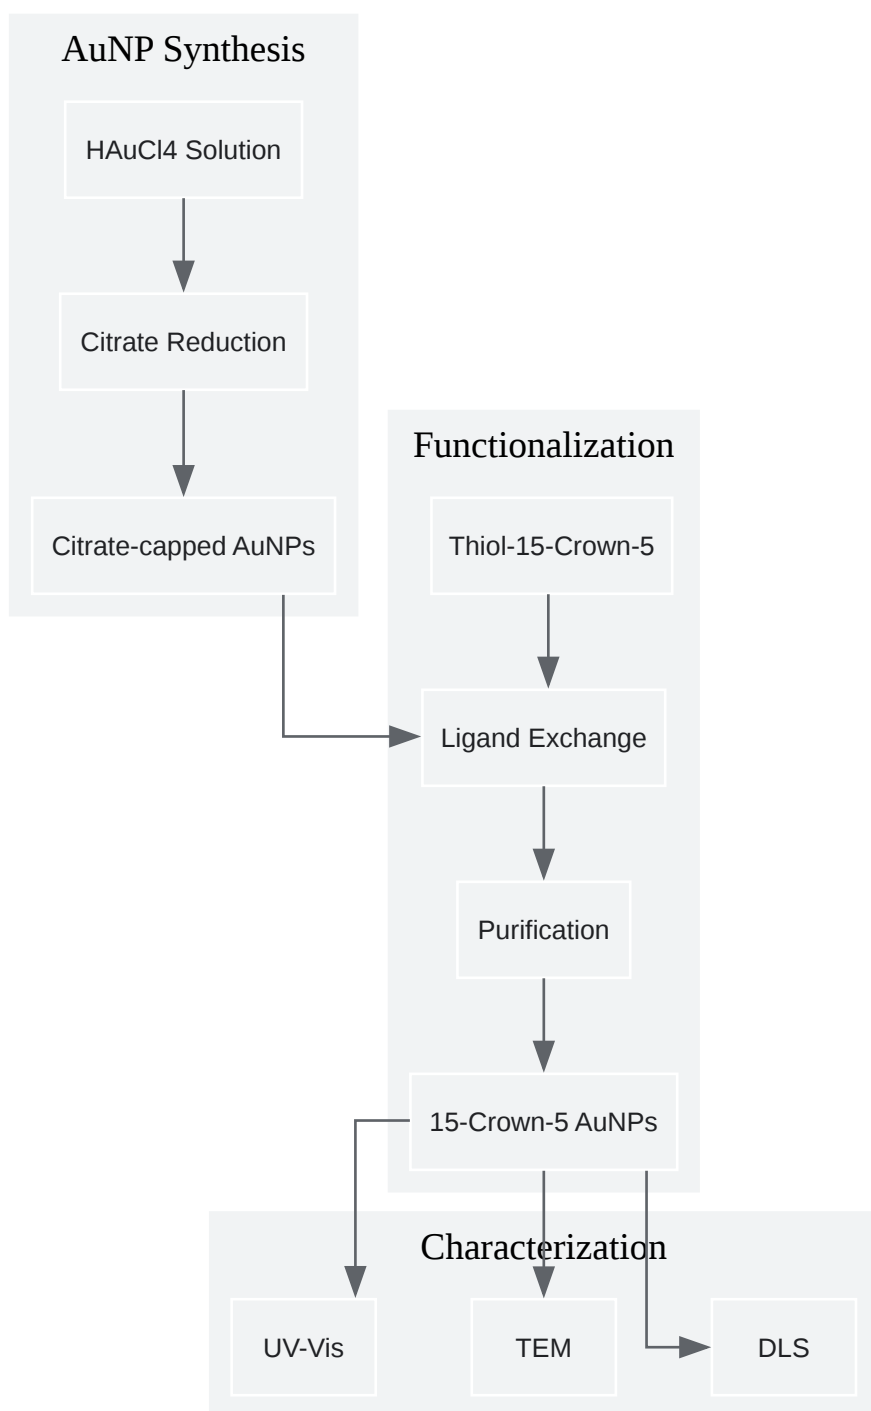 AuNP Synthesis
HAuCl4 Solution
Citrate Reduction
Citrate-capped AuNPs
Functionalization
Thiol-15-Crown-5
Ligand Exchange
Purification
15-Crown-5 AuNPs
Characterization
UV-Vis
TEM
DLS